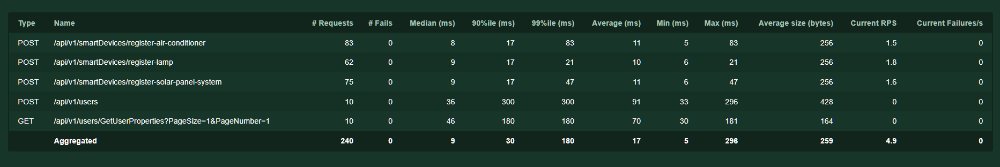 Type Name # Requests # Fails Median (ms) 90%ile (ms) 99%ile (ms) Average (ms) Min (ms) Max (ms) Average size (bytes) Current RPS Current Failures/s
POST /api/v1/smartDevices/register-air-conditioner 83 0 8 17 83 11 5 83 256 1.5 0
POST /api/v1/smartDevices/register-lamp 62 0 9 17 21 10 6 21 256 1.8 0
POST /api/v1/smartDevices/register-solar-panel-system 75 0 9 17 47 11 6 47 256 1.6 0
POST /api/v1/users 10 0 36 300 300 91 33 296 428 0 0
GET /api/v1/users/GetUserProperties?PageSize=1&PageNumber=1 10 0 46 180 180 70 30 181 164 0 0
Aggregated 240 0 9 30 180 17 5 296 259 4.9 0